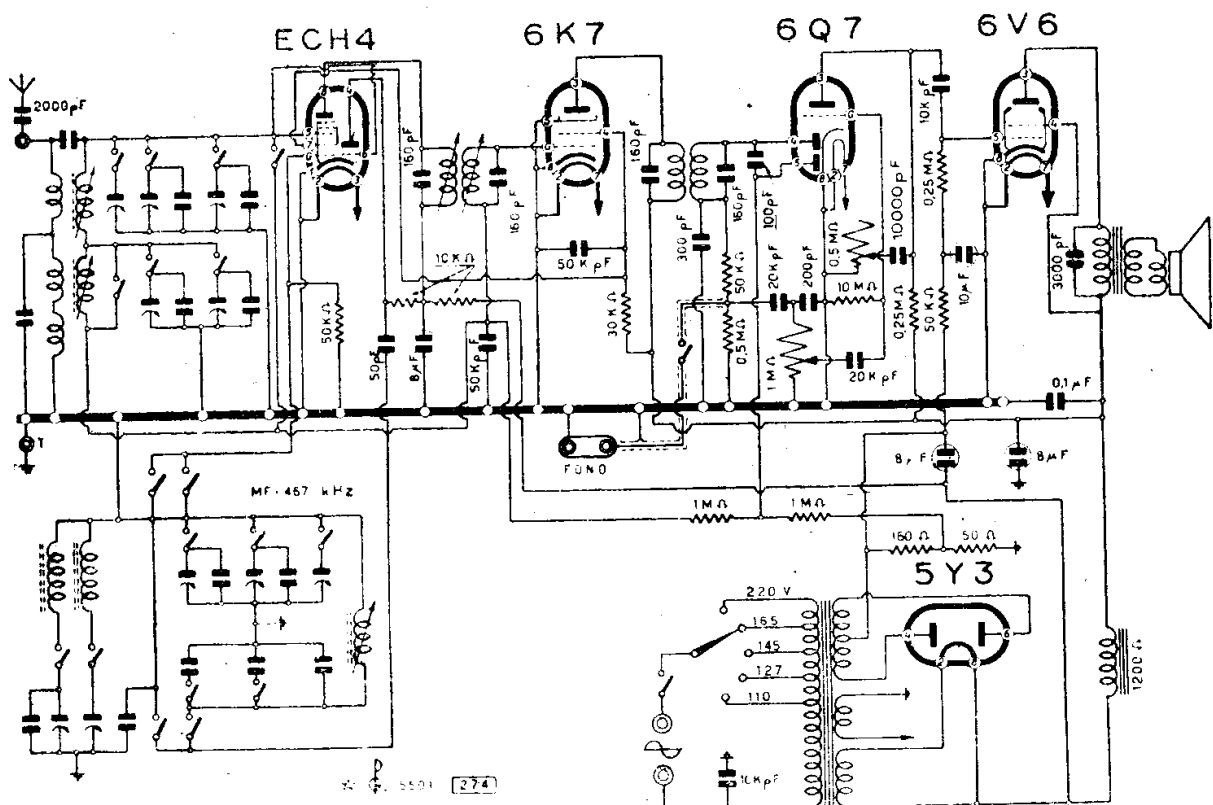 ECH4
6K7
6Q7
6V6
2000pF
160pF
160pF
160pF
160pF
100pF
10KpF
0,25MΩ
10000pF
0,5MΩ
300pF
50KΩ
0,5MΩ
20KpF
200pF
10MΩ
0,25MΩ
50KΩ
10µF
3000pF
50KpF
10KΩ
50KΩ
30KΩ
50pF
8µF
50KpF
1MΩ
20KpF
0,1µF
T
FONO
8µF
8µF
MF-467 kHz
1MΩ
1MΩ
160Ω
50Ω
5Y3
220V
165
145
127
110
1200Ω
10KpF
274